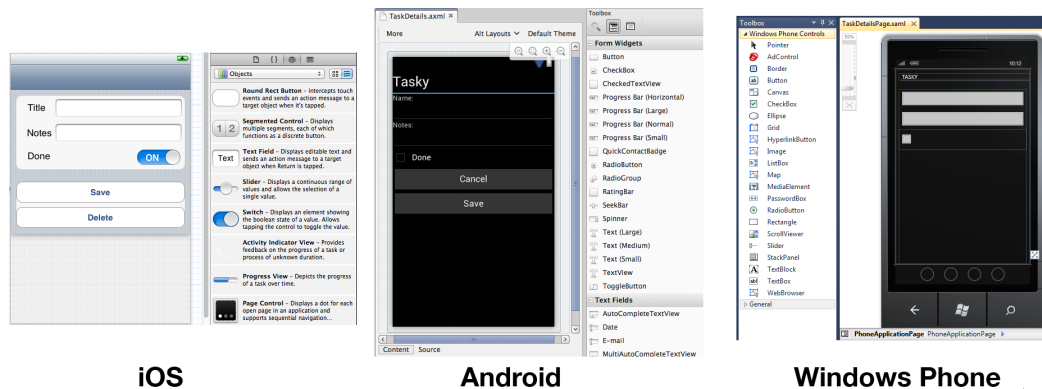 Title
Notes
Done
ON
Save
Delete
Objects
Round Rect Button – Intercepts touch
events and sends an action message to a
target object when it's tapped.
1 2
Segmented Control – Displays
multiple segments, each of which
functions as a discrete button.
Text
Text Field – Displays editable text and
sends an action message to a target
object when Return is tapped.
Slider – Displays a continuous range of
values and allows the selection of a
single value.
Switch – Displays an element showing
the boolean state of a value. Allows
tapping the control to toggle the value.
Activity Indicator View – Provides
feedback on the progress of a task or
process of unknown duration.
Progress View – Depicts the progress
of a task over time.
Page Control – Displays a dot for each
open page in an application and
supports sequential navigation...
iOS
TaskDetails.axml
More
Alt Layouts
Default Theme
Tasky
Name:
Notes:
Done
Cancel
Save
Content Source
Toolbox
Form Widgets
Button
CheckBox
CheckedTextView
Progress Bar (Horizontal)
Progress Bar (Large)
Progress Bar (Normal)
Progress Bar (Small)
QuickContactBadge
RadioButton
RadioGroup
RatingBar
SeekBar
Spinner
Text (Large)
Text (Medium)
Text (Small)
TextView
ToggleButton
Text Fields
AutoCompleteTextView
Date
E-mail
MultiAutoCompleteTextView
Android
Toolbox
Windows Phone Controls
Pointer
AdControl
Border
Button
Canvas
CheckBox
Ellipse
Grid
HyperlinkButton
Image
ListBox
Map
MediaElement
PasswordBox
RadioButton
Rectangle
ScrollViewer
Slider
StackPanel
TextBlock
TextBox
WebBrowser
General
TaskDetailsPage.xaml
10:12
TASKY
PhoneApplicationPage PhoneApplicationPage
Windows Phone